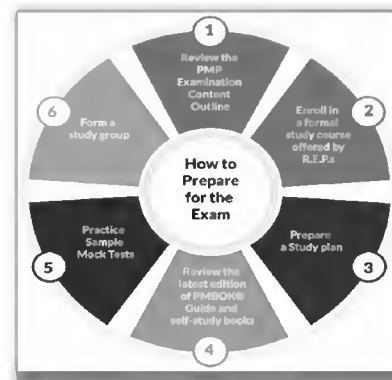 How to
Prepare
for the
Exam
1
Review the
PMP
Examination
Content
Outline
2
Enroll in
a formal
study course
offered by
R.E.P.s
3
Prepare
a Study plan
4
Review the
latest edition
of PMBOK®
Guide and
self-study books
5
Practice
Sample
Mock Tests
6
Form a
study group